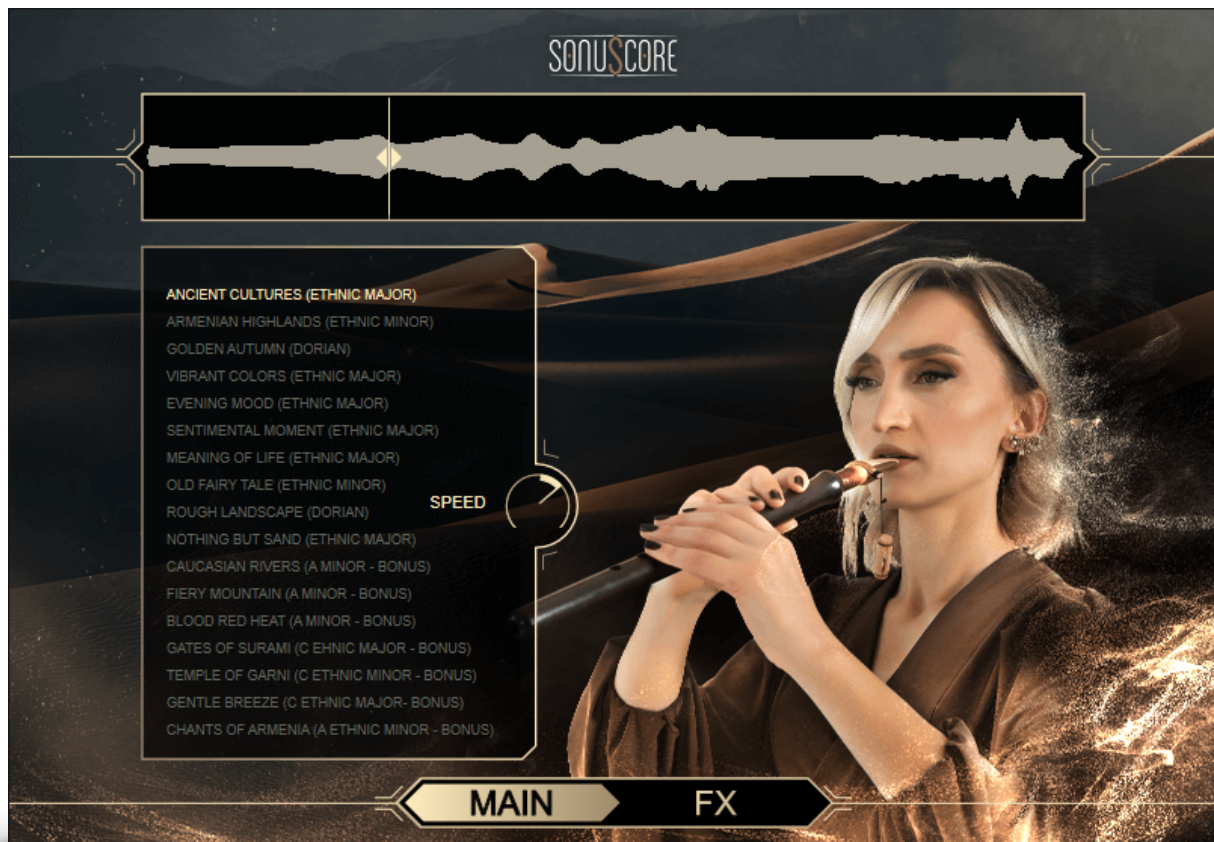 SONUSCORE
ANCIENT CULTURES (ETHNIC MAJOR)
ARMENIAN HIGHLANDS (ETHNIC MINOR)
GOLDEN AUTUMN (DORIAN)
VIBRANT COLORS (ETHNIC MAJOR)
EVENING MOOD (ETHNIC MAJOR)
SENTIMENTAL MOMENT (ETHNIC MAJOR)
MEANING OF LIFE (ETHNIC MAJOR)
OLD FAIRY TALE (ETHNIC MINOR)
SPEED
ROUGH LANDSCAPE (DORIAN)
NOTHING BUT SAND (ETHNIC MAJOR)
CAUCASIAN RIVERS (A MINOR - BONUS)
FIERY MOUNTAIN (A MINOR - BONUS)
BLOOD RED HEAT (A MINOR - BONUS)
GATES OF SURAMI (C EHNIC MAJOR - BONUS)
TEMPLE OF GARNI (C ETHNIC MINOR - BONUS)
GENTLE BREEZE (C ETHNIC MAJOR- BONUS)
CHANTS OF ARMENIA (A ETHNIC MINOR - BONUS)
MAIN FX